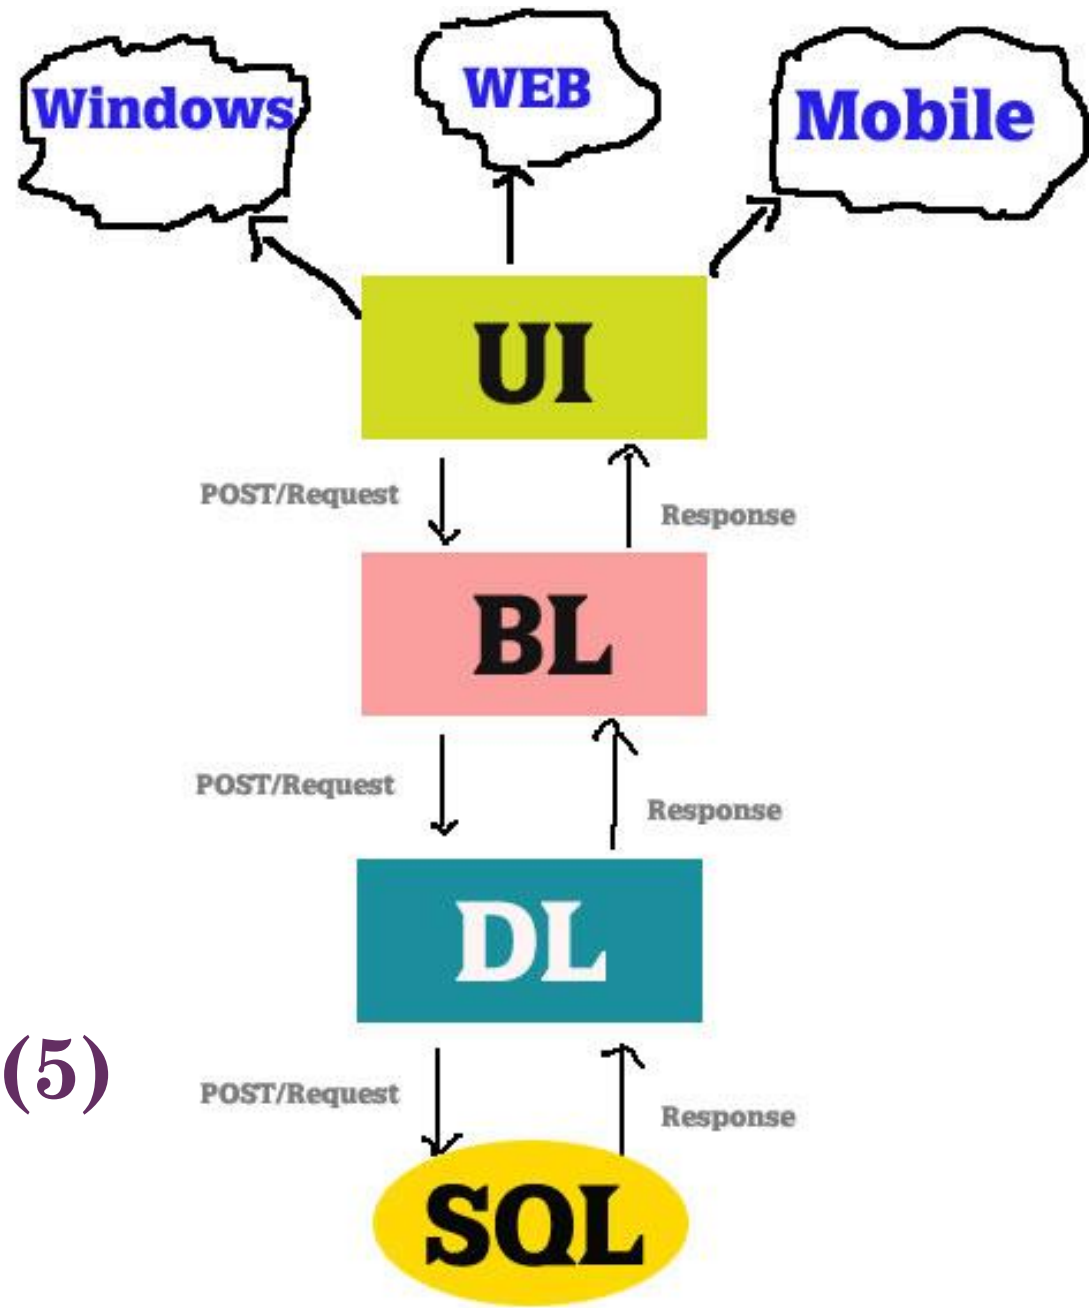 Windows
WEB
Mobile
UI
POST/Request
Response
BL
POST/Request
Response
DL
(5)
POST/Request
Response
SQL